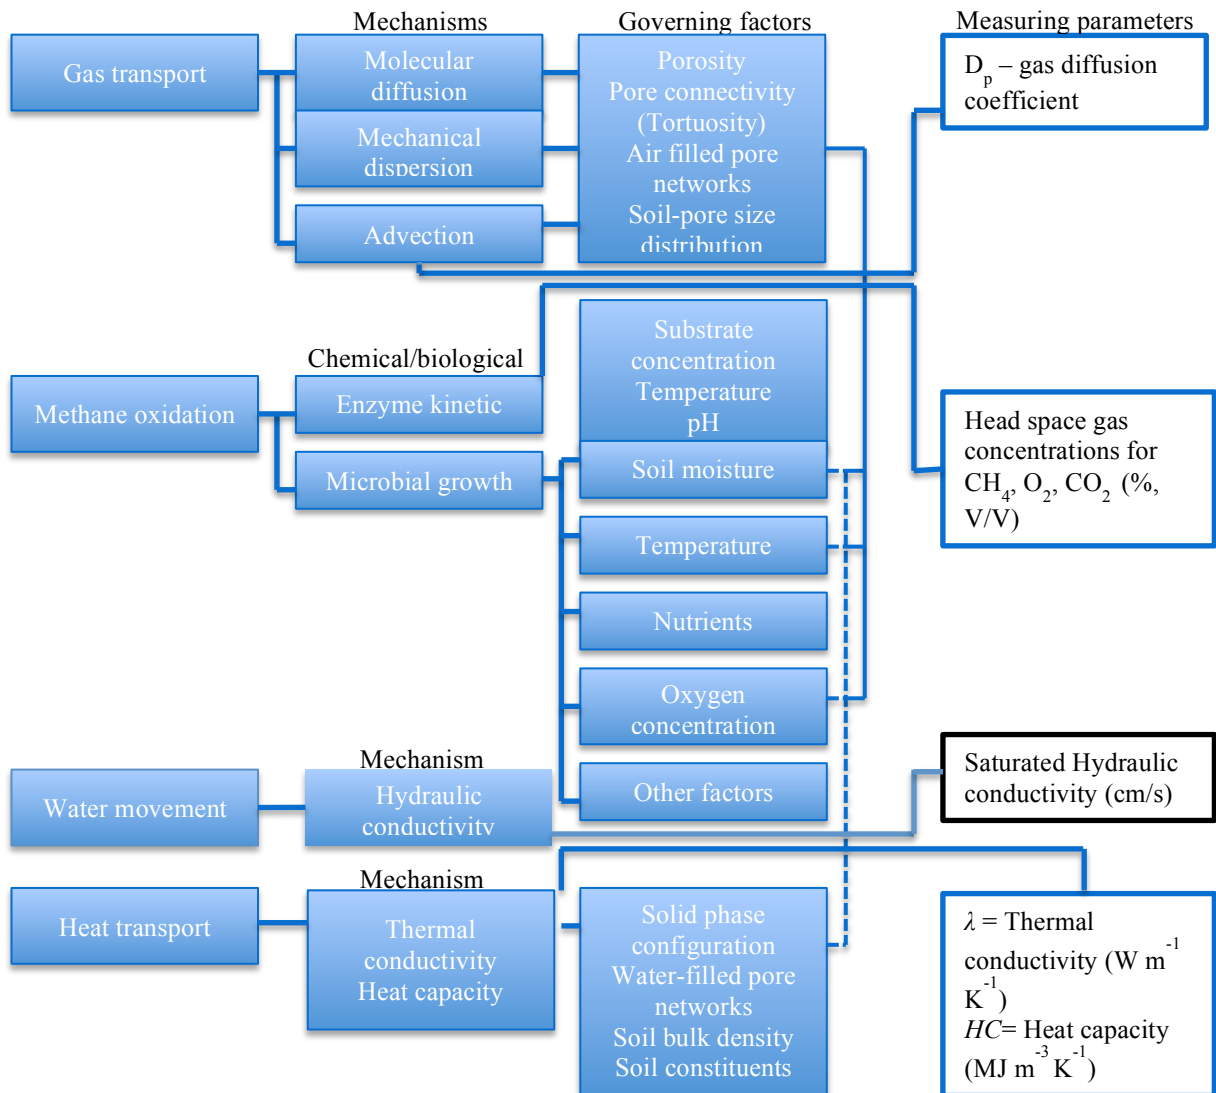 Mechanisms
Governing factors
Measuring parameters
Gas transport
Molecular
diffusion
Mechanical
dispersion
Advection
Porosity
Pore connectivity
(Tortuosity)
Air filled pore
networks
Soil-pore size
distribution
Dp – gas diffusion
coefficient
Chemical/biological
Methane oxidation
Enzyme kinetic
Microbial growth
Substrate
concentration
Temperature
pH
Soil moisture
Temperature
Nutrients
Oxygen
concentration
Other factors
Head space gas
concentrations for
CH4, O2, CO2 (%,
V/V)
Mechanism
Water movement
Hydraulic
conductivity
Saturated Hydraulic
conductivity (cm/s)
Mechanism
Heat transport
Thermal
conductivity
Heat capacity
Solid phase
configuration
Water-filled pore
networks
Soil bulk density
Soil constituents
λ = Thermal
conductivity (W m-1
K-1)
HC= Heat capacity
(MJ m-3 K-1)